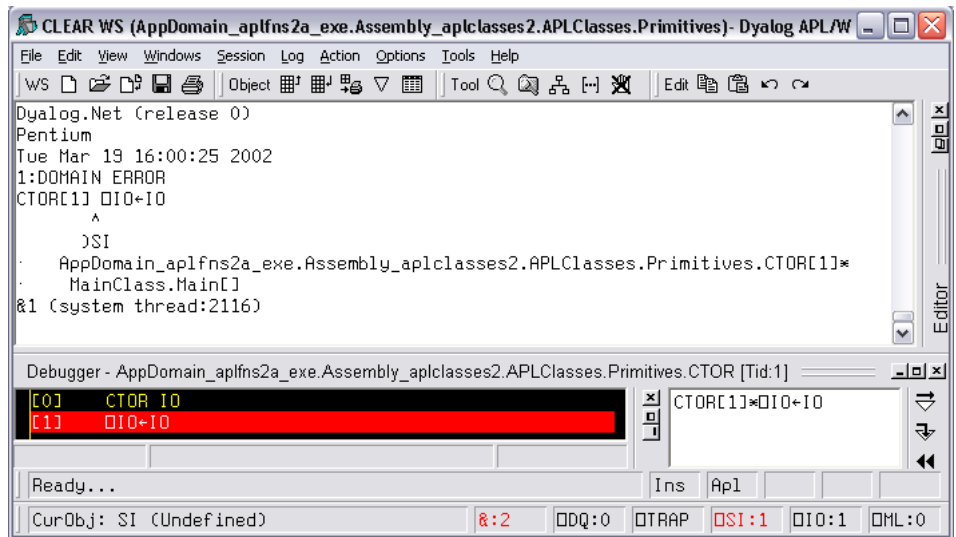 CLEAR WS (AppDomain_aplfns2a_exe.Assembly_aplclasses2.APLClasses.Primitives)- Dyalog APL/W
File Edit View Windows Session Log Action Options Tools Help
WS Object Tool Edit
Dyalog.Net (release 0)
Pentium
Tue Mar 19 16:00:25 2002
1:DOMAIN ERROR
CTOR[1] ⎕IO←IO
∧
)SI
· AppDomain_aplfns2a_exe.Assembly_aplclasses2.APLClasses.Primitives.CTOR[1]*
· MainClass.Main[]
&1 (system thread:2116)
Editor
Debugger - AppDomain_aplfns2a_exe.Assembly_aplclasses2.APLClasses.Primitives.CTOR [Tid:1]
[0] CTOR IO
[1] ⎕IO←IO
CTOR[1]*⎕IO←IO
Ready... Ins Apl
CurObj: SI (Undefined) &:2 ⎕DQ:0 ⎕TRAP ⎕SI:1 ⎕IO:1 ⎕ML:0